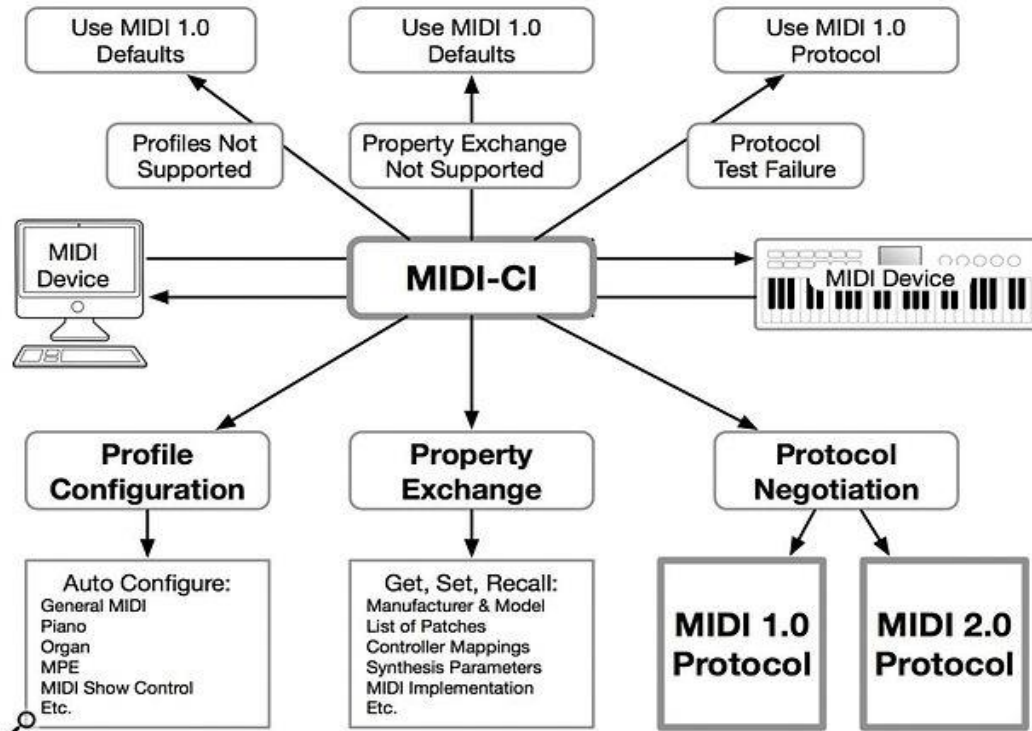 Use MIDI 1.0
Defaults
Use MIDI 1.0
Defaults
Use MIDI 1.0
Protocol
Profiles Not
Supported
Property Exchange
Not Supported
Protocol
Test Failure
MIDI
Device
MIDI-CI
MIDI Device
Profile
Configuration
Property
Exchange
Protocol
Negotiation
Auto Configure:
General MIDI
Piano
Organ
MPE
MIDI Show Control
Etc.
Get, Set, Recall:
Manufacturer & Model
List of Patches
Controller Mappings
Synthesis Parameters
MIDI Implementation
Etc.
MIDI 1.0
Protocol
MIDI 2.0
Protocol